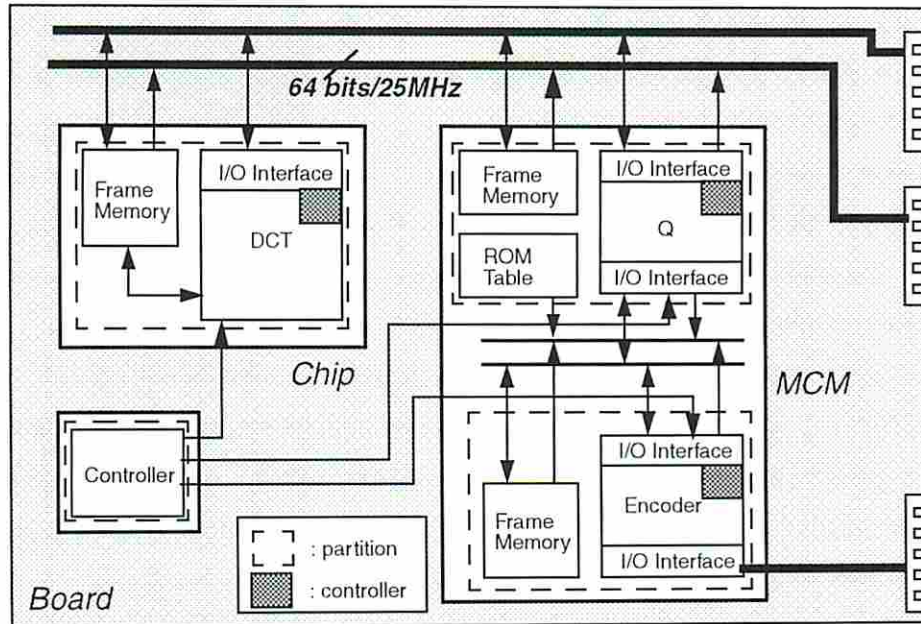 64 bits/25MHz
I/O Interface
Frame
Memory
DCT
Chip
Frame
Memory
I/O Interface
Q
ROM
Table
I/O Interface
MCM
Controller
I/O Interface
Encoder
Frame
Memory
I/O Interface
: partition
: controller
Board